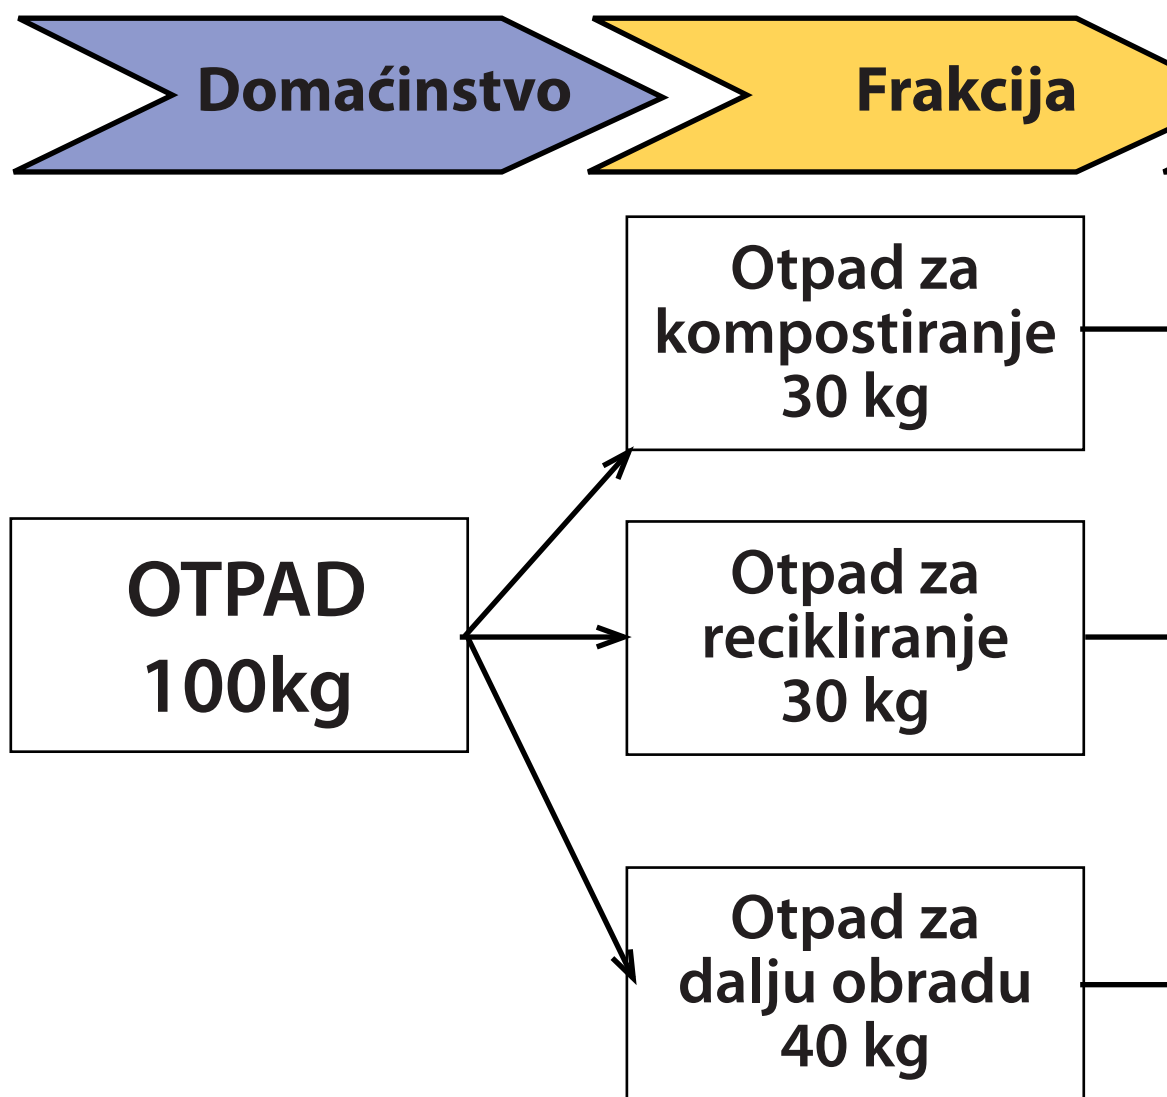 Domaćinstvo
Frakcija
Otpad za
kompostiranje
30 kg
OTPAD
100kg
Otpad za
recikliranje
30 kg
Otpad za
dalju obradu
40 kg